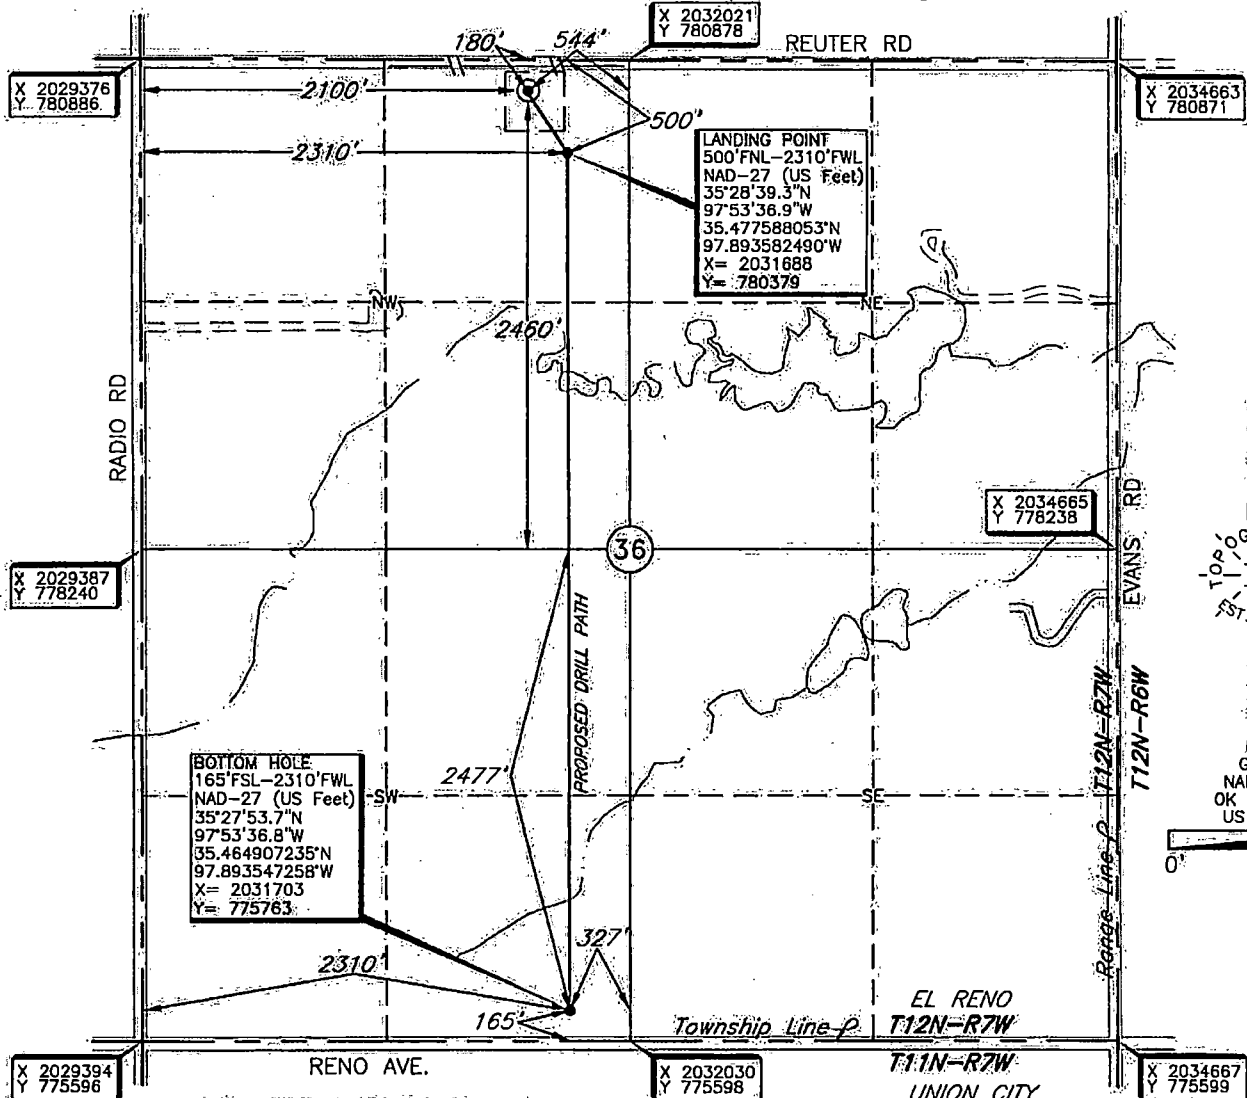 X 2032021
Y 780878
180'
544'
REUTER RD
X 2029376
Y 780886
2100'
X 2034663
Y 780871
500'
2310'
LANDING POINT
500'FNL-2310'FWL
NAD-27 (US Feet)
35°28'39.3"N
97°53'36.9"W
35.477588053°N
97.893582490°W
X= 2031688
Y= 780379
NW
NE
2460'
RADIO RD
X 2034665
Y 778238
EVANS RD
36
X 2029387
Y 778240
TOPOG
EST.
PROPOSED DRILL PATH
T12N-R7W
T12N-R6W
BOTTOM HOLE
165'FSL-2310'FWL
NAD-27 (US Feet)
35°27'53.7"N
97°53'36.8"W
35.464907235°N
97.893547258°W
X= 2031703
Y= 775763
2477'
SW
SE
G
NA
OK
US
0'
Range Line
327'
2310'
165'
EL RENO
Township Line
T12N-R7W
RENO AVE.
T11N-R7W
UNION CITY
X 2029394
Y 775596
X 2032030
Y 775598
X 2034667
Y 775599